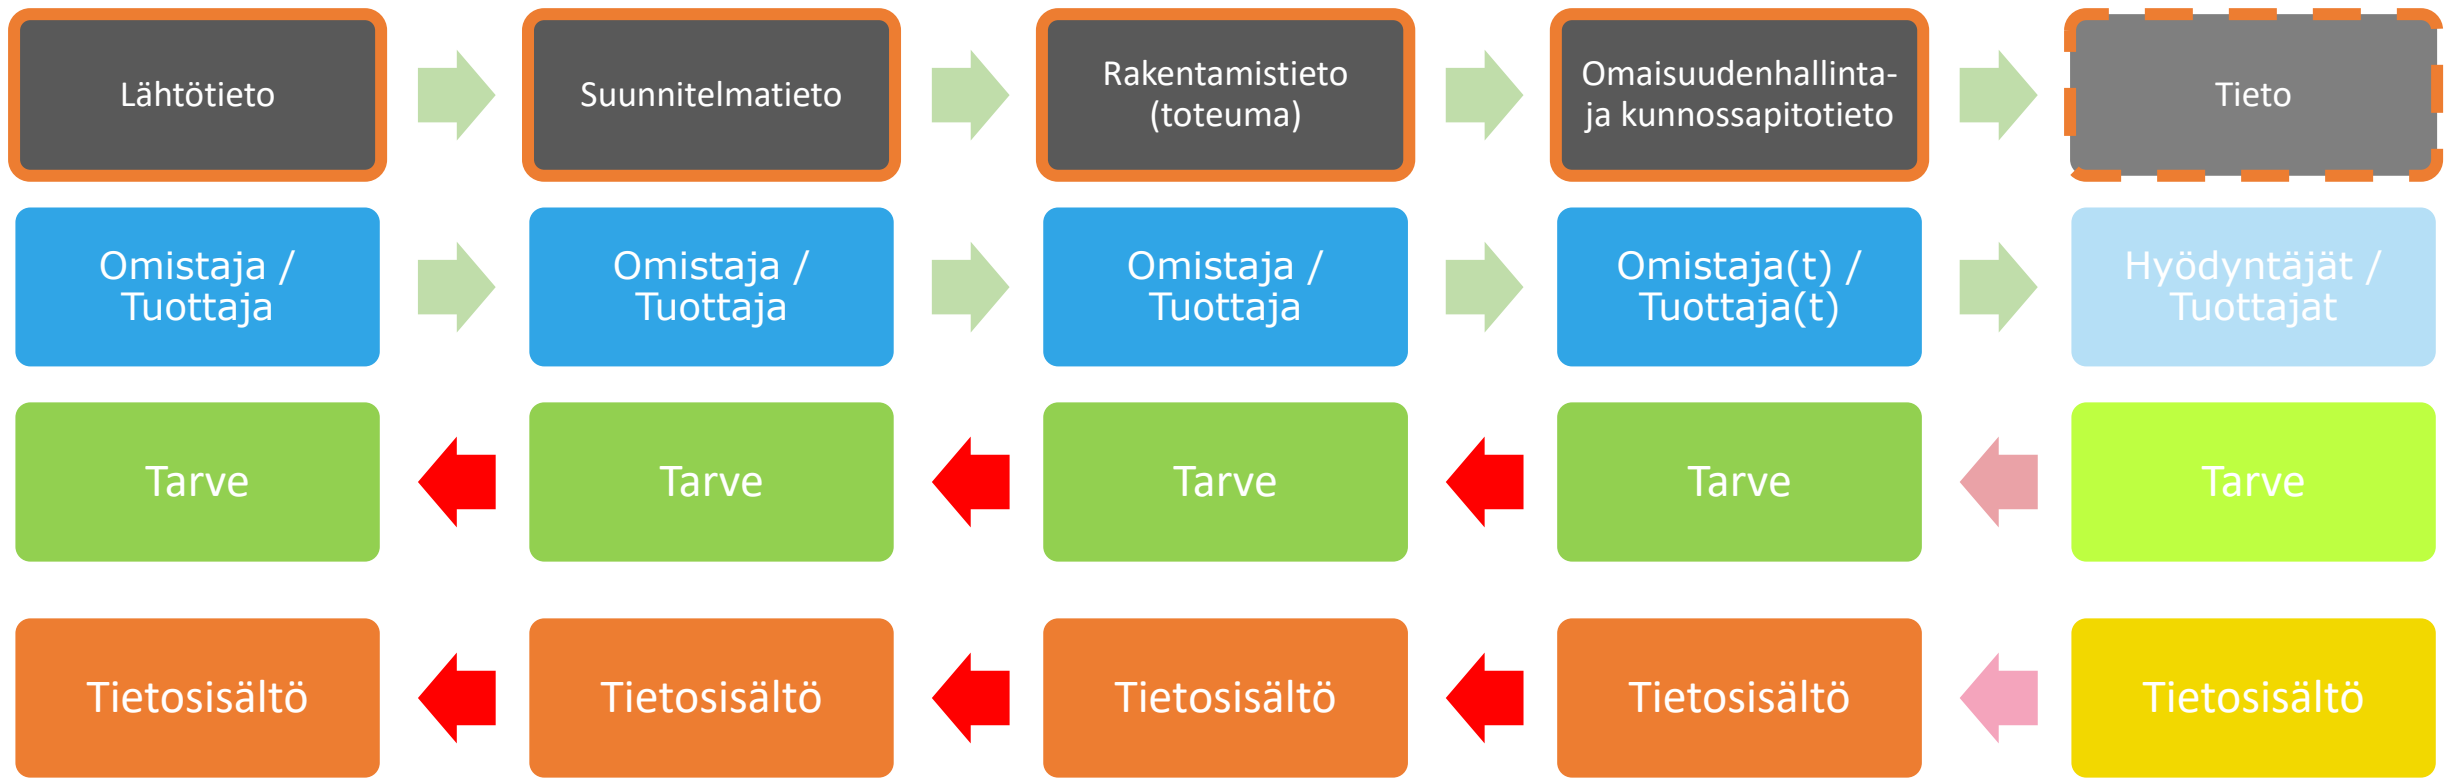 Lähtötieto
Suunnitelmatieto
Rakentamistieto
(toteuma)
Omaisuudenhallinta-
ja kunnossapitotieto
Tieto
Omistaja /
Tuottaja
Omistaja /
Tuottaja
Omistaja /
Tuottaja
Omistaja(t) /
Tuottaja(t)
Hyödyntäjät /
Tuottajat
Tarve
Tarve
Tarve
Tarve
Tarve
Tietosisältö
Tietosisältö
Tietosisältö
Tietosisältö
Tietosisältö